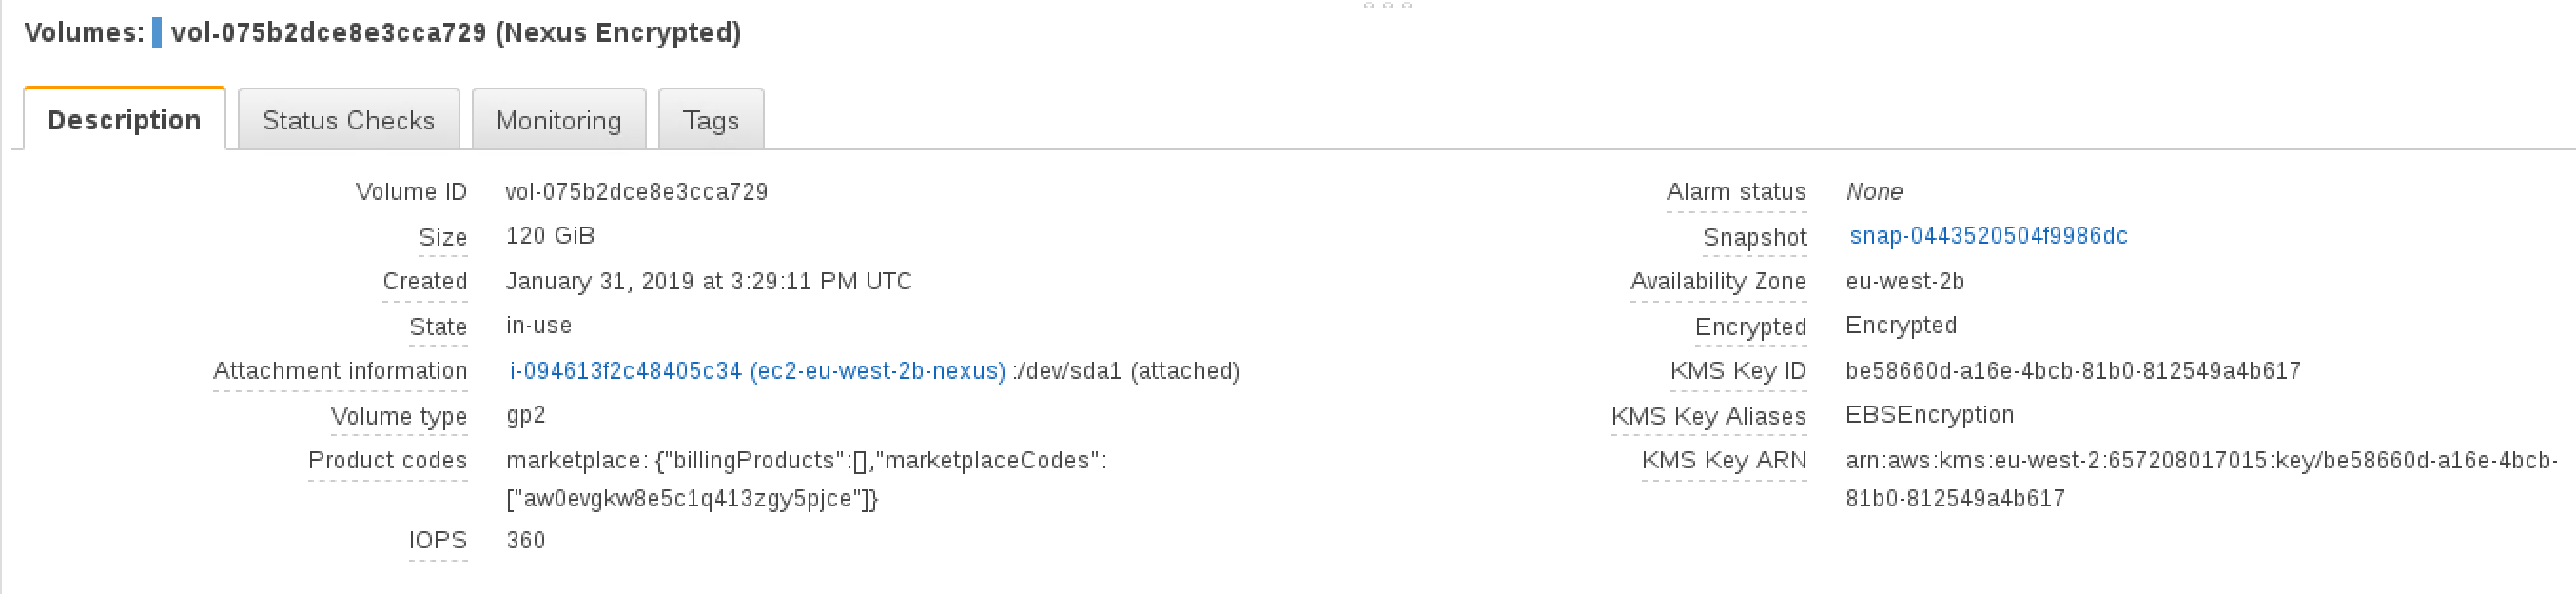 Volumes: vol-075b2dce8e3cca729 (Nexus Encrypted)
Description Status Checks Monitoring Tags
Volume ID vol-075b2dce8e3cca729
Size 120 GiB
Created January 31, 2019 at 3:29:11 PM UTC
State in-use
Attachment information i-094613f2c48405c34 (ec2-eu-west-2b-nexus) :/dev/sda1 (attached)
Volume type gp2
Product codes marketplace: {"billingProducts":[],"marketplaceCodes":
["aw0evgkw8e5c1q413zgy5pjce"]}
IOPS 360
Alarm status None
Snapshot snap-0443520504f9986dc
Availability Zone eu-west-2b
Encrypted Encrypted
KMS Key ID be58660d-a16e-4bcb-81b0-812549a4b617
KMS Key Aliases EBSEncryption
KMS Key ARN arn:aws:kms:eu-west-2:657208017015:key/be58660d-a16e-4bcb-
81b0-812549a4b617